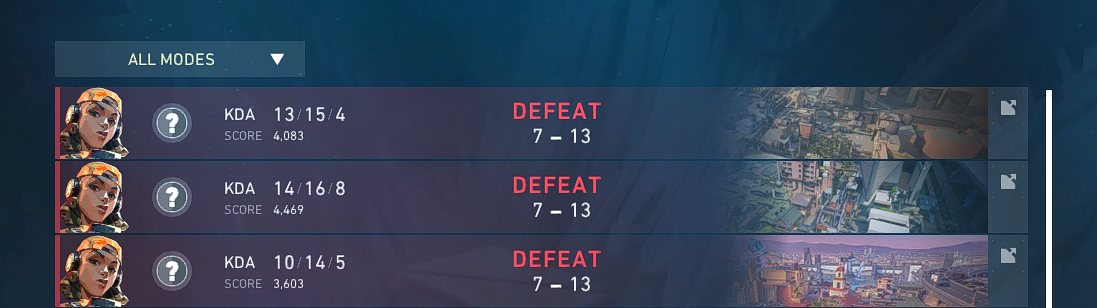 ALL MODES
KDA 13/15/4
SCORE 4,083
DEFEAT
7 – 13
KDA 14/16/8
SCORE 4,469
DEFEAT
7 – 13
KDA 10/14/5
SCORE 3,603
DEFEAT
7 – 13